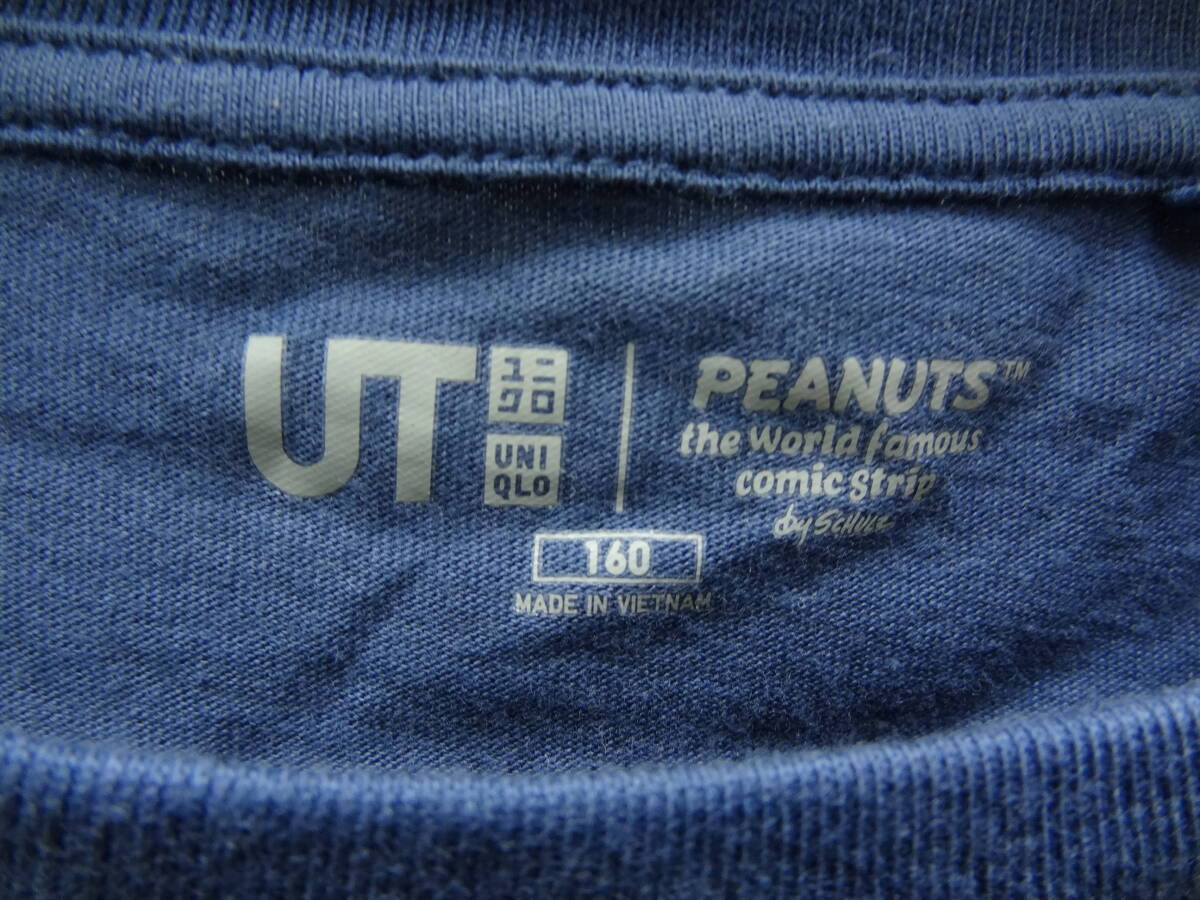 UT
ユニ
クロ
UNI
QLO
PEANUTS™
the World famous
comic strip
by SCHULZ
160
MADE IN VIETNAM